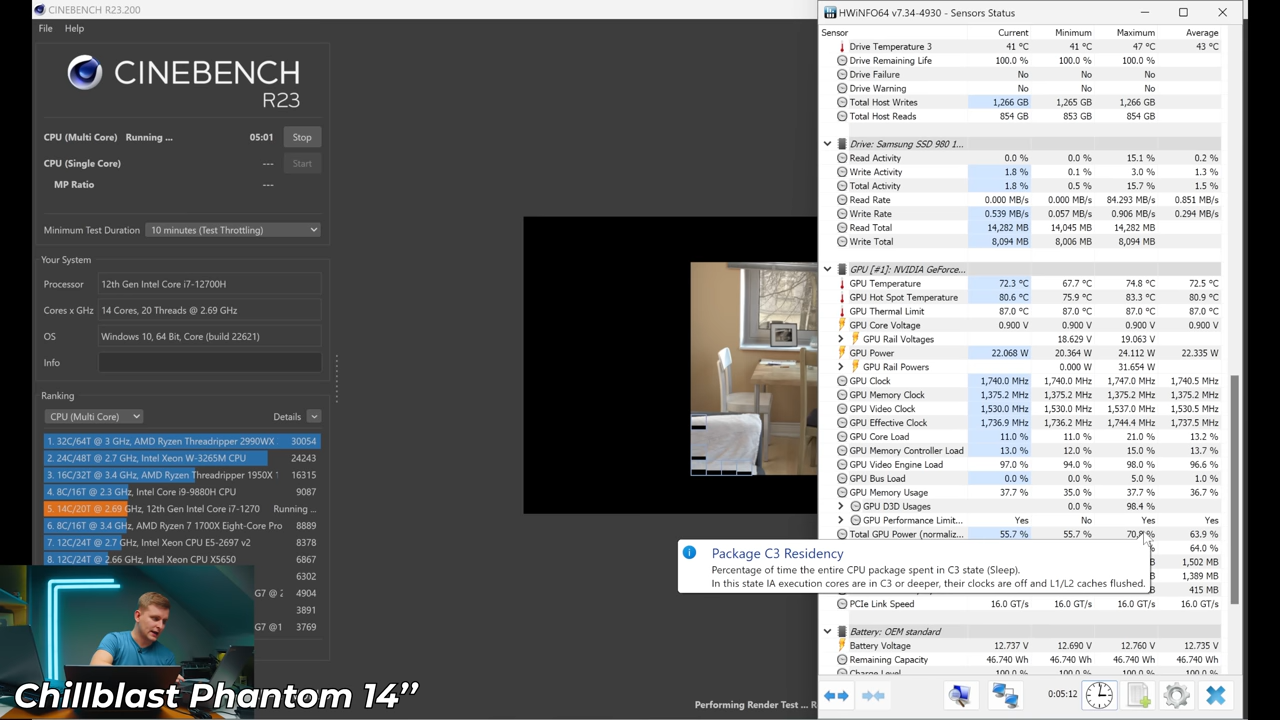 CINEBENCH R23.200
File Help
CINEBENCH
R23
CPU (Multi Core) Running ... 05:01 Stop
CPU (Single Core) --- Start
MP Ratio ---
Minimum Test Duration 10 minutes (Test Throttling)
Your System
Processor 12th Gen Intel Core i7-12700H
Cores x GHz 14 Cores, 20 Threads @ 2.69 GHz
OS Windows 10, 64 Bit, Core (build 22621)
Info
Ranking
CPU (Multi Core) Details
1. 32C/64T @ 3 GHz, AMD Ryzen Threadripper 2990WX 30054
2. 24C/48T @ 2.7 GHz, Intel Xeon W-3265M CPU 24243
3. 16C/32T @ 3.4 GHz, AMD Ryzen Threadripper 1950X 16315
4. 8C/16T @ 2.3 GHz, Intel Core i9-9880H CPU 9087
5. 14C/20T @ 2.69 GHz, 12th Gen Intel Core i7-1270 Running ...
6. 8C/16T @ 3.4 GHz, AMD Ryzen 7 1700X Eight-Core Pro 8889
7. 12C/24T @ 2.7 GHz, Intel Xeon CPU E5-2697 v2 8378
8. 12C/24T @ 2.66 GHz, Intel Xeon CPU X5650 6867
6302
G7 @ 4904
3891
G7 @1 3769
Chillblast Phantom 14’’
Performing Render Test ...
HWiNFO64 v7.34-4930 - Sensors Status
Sensor Current Minimum Maximum Average
Drive Temperature 3 41 °C 41 °C 47 °C 43 °C
Drive Remaining Life 100.0 % 100.0 % 100.0 %
Drive Failure No No No
Drive Warning No No No
Total Host Writes 1,266 GB 1,265 GB 1,266 GB
Total Host Reads 854 GB 853 GB 854 GB
Drive: Samsung SSD 980 1...
Read Activity 0.0 % 0.0 % 15.1 % 0.2 %
Write Activity 1.8 % 0.1 % 3.0 % 1.3 %
Total Activity 1.8 % 0.5 % 15.7 % 1.5 %
Read Rate 0.000 MB/s 0.000 MB/s 84.293 MB/s 0.851 MB/s
Write Rate 0.539 MB/s 0.057 MB/s 0.906 MB/s 0.294 MB/s
Read Total 14,282 MB 14,045 MB 14,282 MB
Write Total 8,094 MB 8,006 MB 8,094 MB
GPU [#1]: NVIDIA GeForce...
GPU Temperature 72.3 °C 67.7 °C 74.8 °C 72.5 °C
GPU Hot Spot Temperature 80.6 °C 75.9 °C 83.3 °C 80.9 °C
GPU Thermal Limit 87.0 °C 87.0 °C 87.0 °C 87.0 °C
GPU Core Voltage 0.900 V 0.900 V 0.900 V 0.900 V
GPU Rail Voltages 18.629 V 19.063 V
GPU Power 22.068 W 20.364 W 24.112 W 22.335 W
GPU Rail Powers 0.000 W 31.654 W
GPU Clock 1,740.0 MHz 1,740.0 MHz 1,747.0 MHz 1,740.5 MHz
GPU Memory Clock 1,375.2 MHz 1,375.2 MHz 1,375.2 MHz 1,375.2 MHz
GPU Video Clock 1,530.0 MHz 1,530.0 MHz 1,537.0 MHz 1,530.5 MHz
GPU Effective Clock 1,736.9 MHz 1,736.2 MHz 1,744.4 MHz 1,737.5 MHz
GPU Core Load 11.0 % 11.0 % 21.0 % 13.2 %
GPU Memory Controller Load 13.0 % 12.0 % 15.0 % 13.7 %
GPU Video Engine Load 97.0 % 94.0 % 98.0 % 96.6 %
GPU Bus Load 0.0 % 0.0 % 5.0 % 1.0 %
GPU Memory Usage 37.7 % 35.0 % 37.7 % 36.7 %
GPU D3D Usages 0.0 % 98.4 %
GPU Performance Limit... Yes No Yes Yes
Total GPU Power (normaliz... 55.7 % 55.7 % 63.9 %
Package C3 Residency
Percentage of time the entire CPU package spent in C3 state (Sleep).
In this state IA execution cores are in C3 or deeper, their clocks are off and L1/L2 caches flushed.
64.0 %
1,502 MB
1,389 MB
415 MB
PCIe Link Speed 16.0 GT/s 16.0 GT/s 16.0 GT/s 16.0 GT/s
Battery: OEM standard
Battery Voltage 12.737 V 12.690 V 12.760 V 12.735 V
Remaining Capacity 46.740 Wh 46.740 Wh 46.740 Wh 46.740 Wh
0:05:12